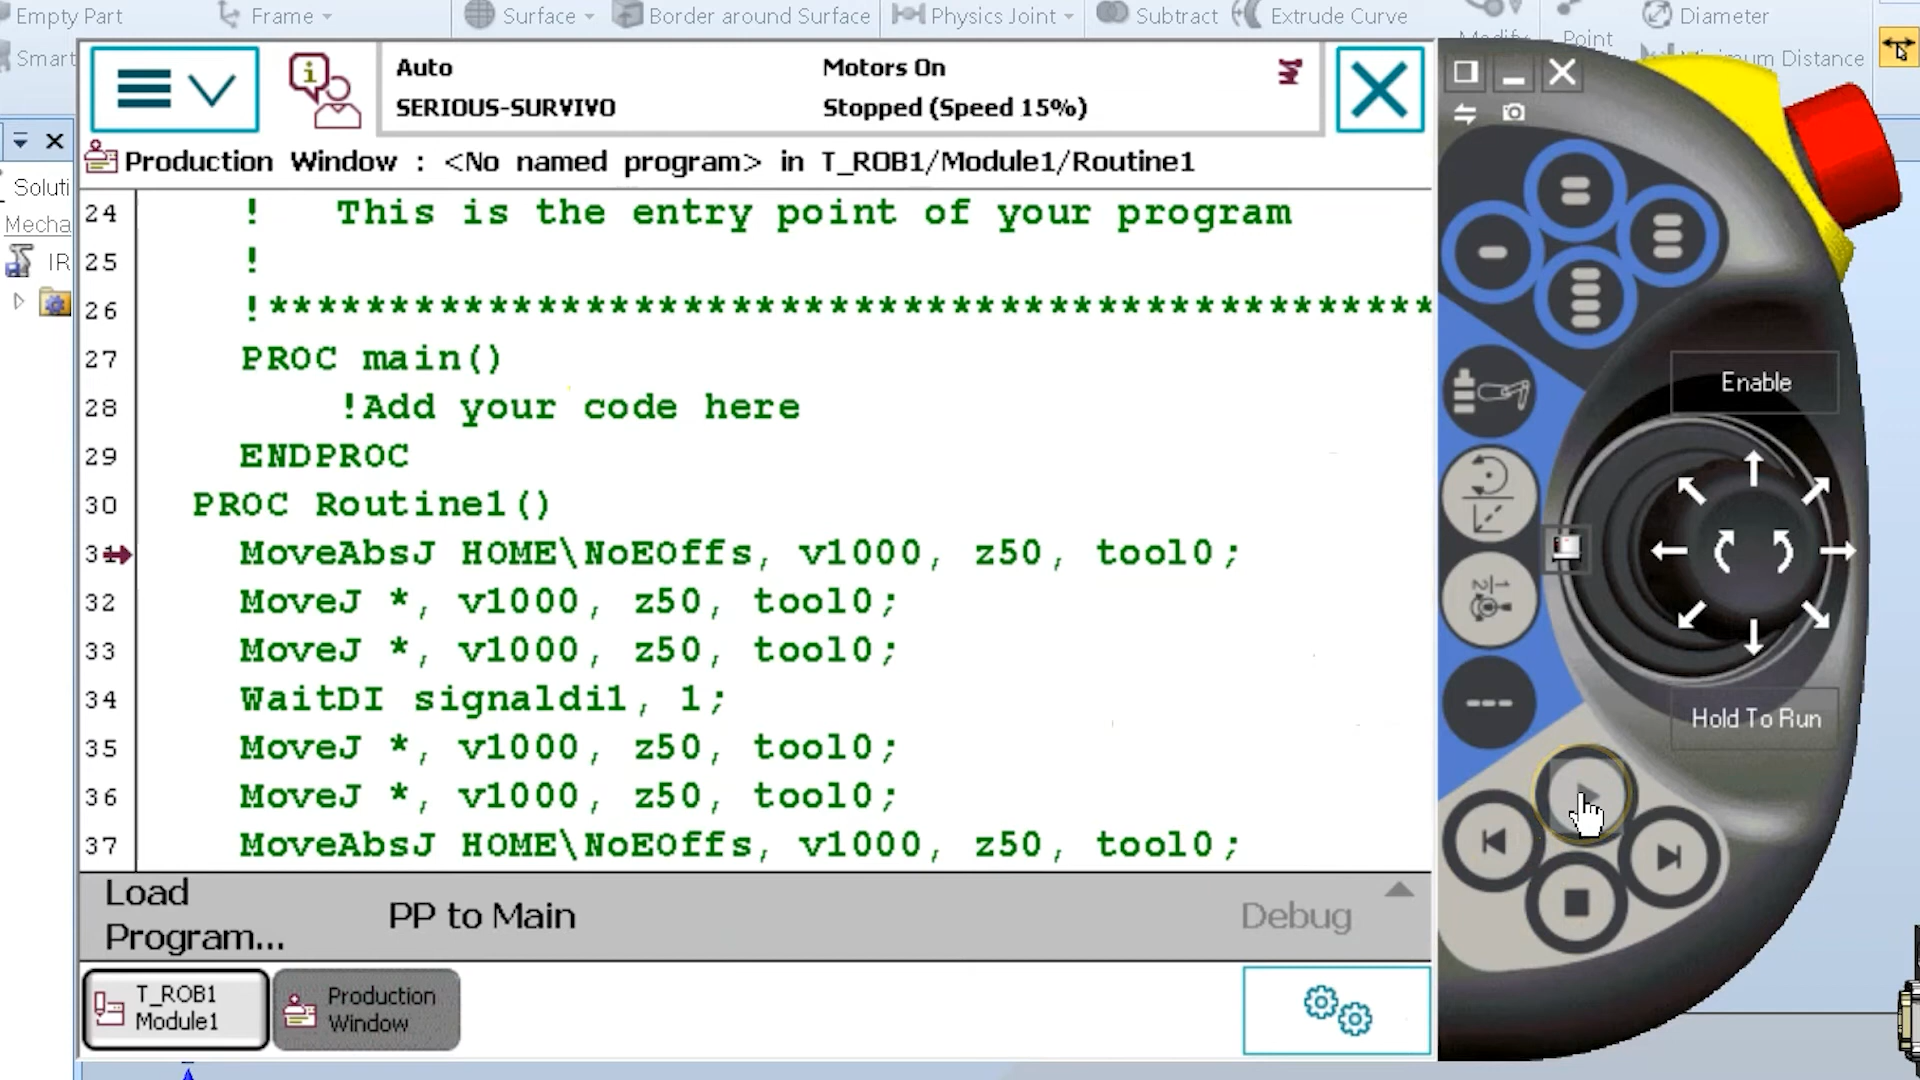 Empty Part
Frame
Surface
Border around Surface
Physics Joint
Subtract
Extrude Curve
Modify
Point
Diameter
Minimum Distance
Smart
Auto
Motors On
SERIOUS-SURVIVO
Stopped (Speed 15%)
Production Window : <No named program> in T_ROB1/Module1/Routine1
Soluti
Mecha
IR
24 ! This is the entry point of your program
25 !
26 !************************************************
27 PROC main()
28 !Add your code here
29 ENDPROC
30 PROC Routine1()
31 MoveAbsJ HOME\NoEOffs, v1000, z50, tool0;
32 MoveJ *, v1000, z50, tool0;
33 MoveJ *, v1000, z50, tool0;
34 WaitDI signaldi1, 1;
35 MoveJ *, v1000, z50, tool0;
36 MoveJ *, v1000, z50, tool0;
37 MoveAbsJ HOME\NoEOffs, v1000, z50, tool0;
Enable
Hold To Run
Load
Program...
PP to Main
Debug
T_ROB1
Module1
Production
Window